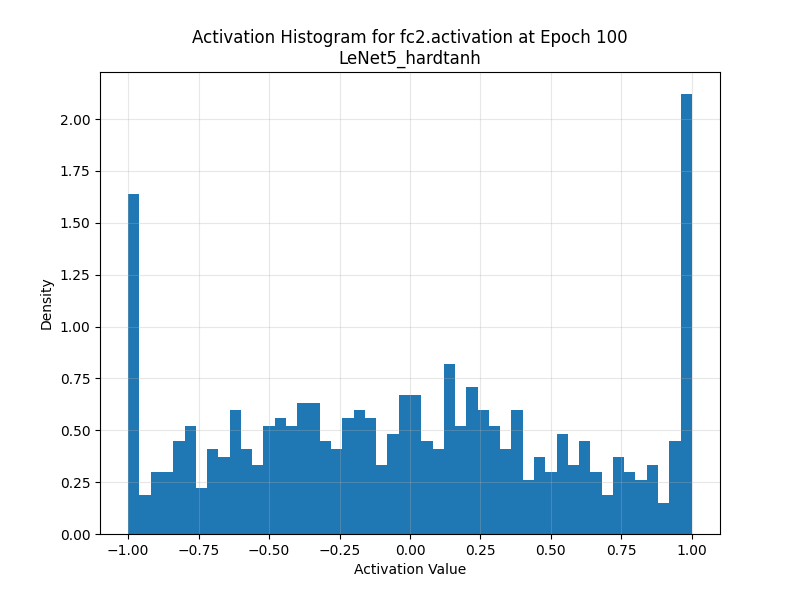 Activation Histogram for fc2.activation at Epoch 100
LeNet5_hardtanh
2.00
1.75
1.50
1.25
1.00
0.75
0.50
0.25
0.00
Density
−1.00 −0.75 −0.50 −0.25 0.00 0.25 0.50 0.75 1.00
Activation Value